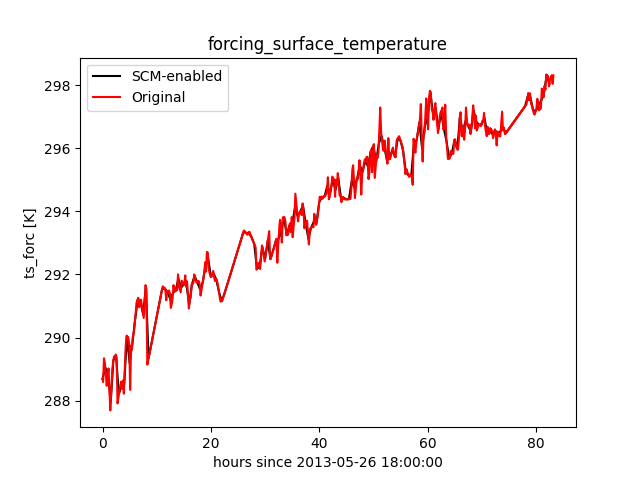 forcing_surface_temperature
SCM-enabled
Original
ts_forc [K]
298
296
294
292
290
288
0 20 40 60 80
hours since 2013-05-26 18:00:00